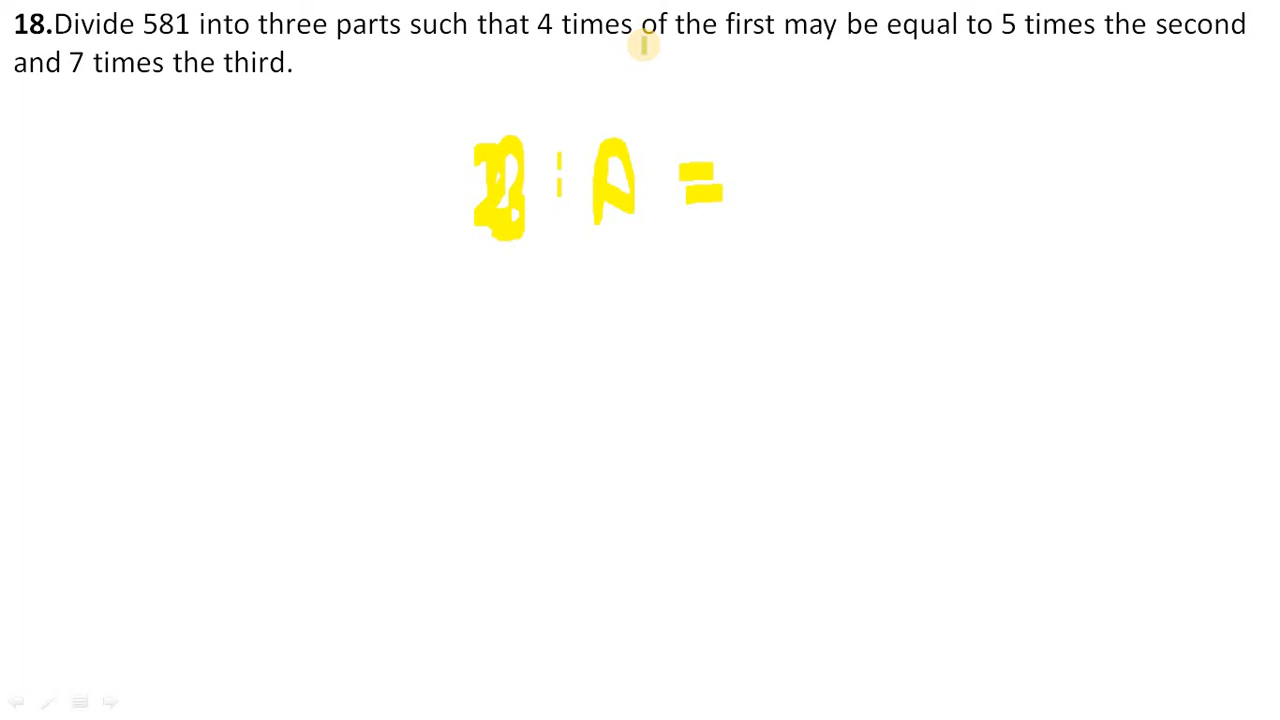 18.Divide 581 into three parts such that 4 times of the first may be equal to 5 times the second
and 7 times the third.
B : A =